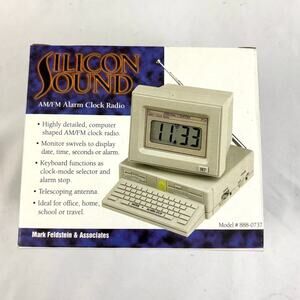 SILICON
SOUND
AM/FM Alarm Clock Radio
• Highly detailed, computer
shaped AM/FM clock radio.
• Monitor swivels to display
date, time, seconds or alarm.
• Keyboard functions as
clock-mode selector and
alarm stop.
• Telescoping antenna.
• Ideal for office, home,
school or travel.
11:33
Model # 888-0737
Mark Feldstein & Associates